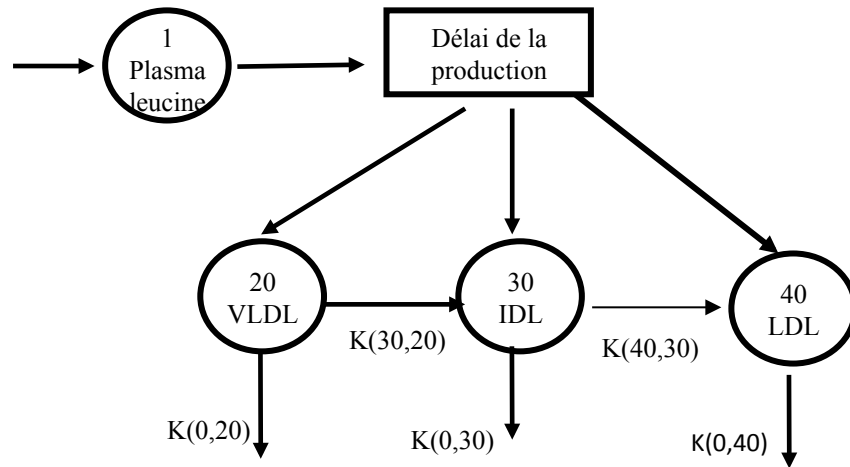 1
Plasma
leucine
Délai de la
production
20
VLDL
30
IDL
40
LDL
K(30,20)
K(40,30)
K(0,20)
K(0,30)
K(0,40)